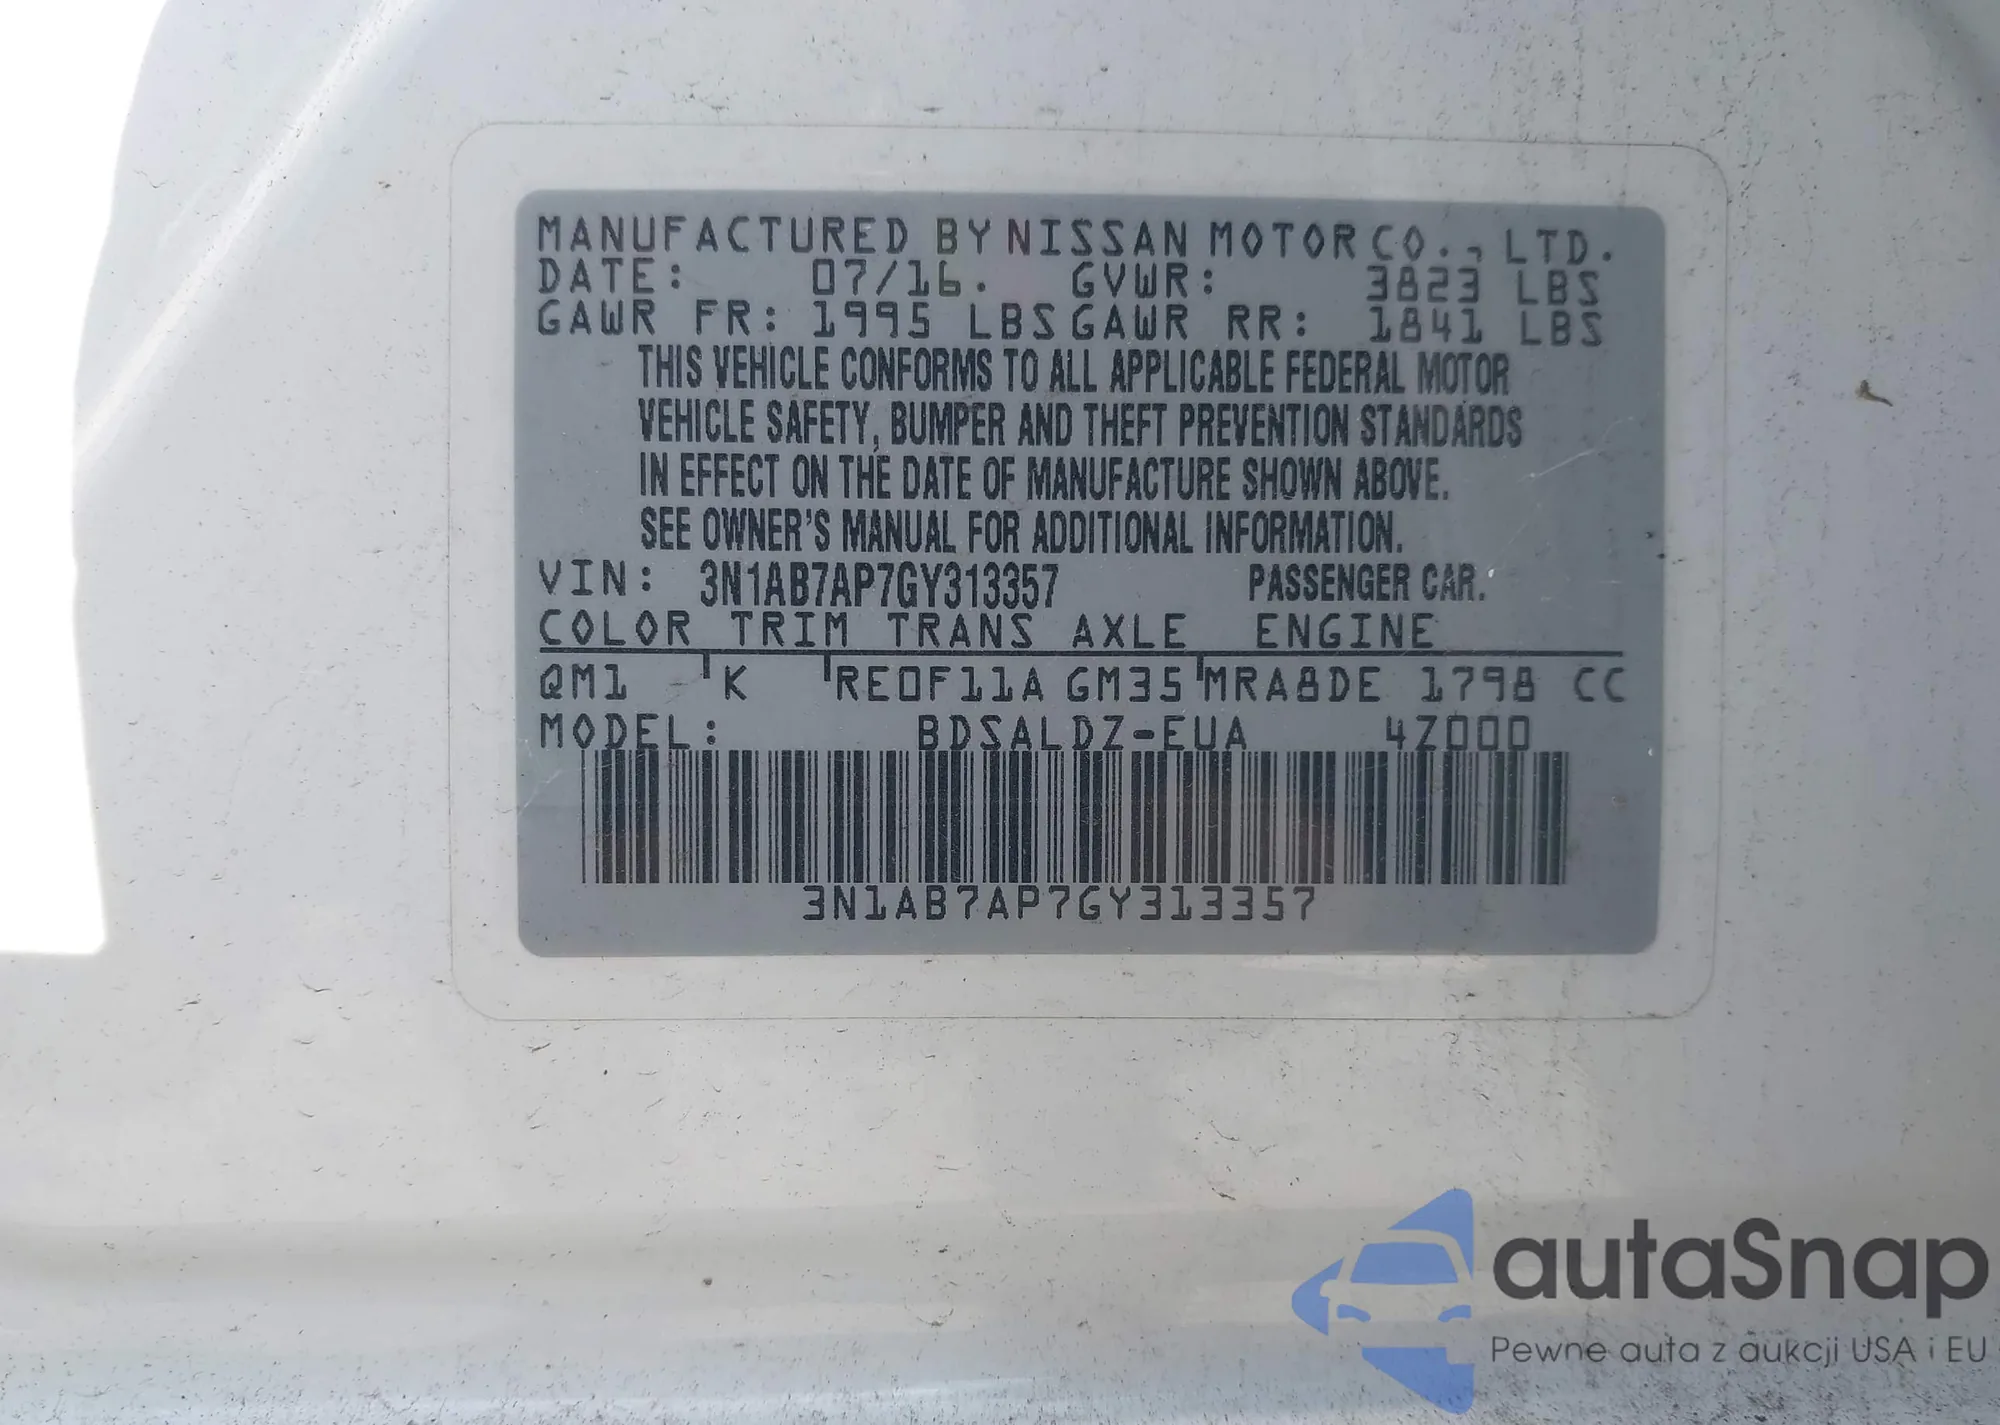 MANUFACTURED BY NISSAN MOTOR CO., LTD.
DATE: 07/16. GVWR: 3823 LBS
GAWR FR: 1995 LBS GAWR RR: 1841 LBS
THIS VEHICLE CONFORMS TO ALL APPLICABLE FEDERAL MOTOR
VEHICLE SAFETY, BUMPER AND THEFT PREVENTION STANDARDS
IN EFFECT ON THE DATE OF MANUFACTURE SHOWN ABOVE.
SEE OWNER'S MANUAL FOR ADDITIONAL INFORMATION.
VIN: 3N1AB7AP7GY313357 PASSENGER CAR.
COLOR TRIM TRANS AXLE ENGINE
QM1 K RE0F11A GM35 MRA8DE 1798 CC
MODEL: BDSALDZ-EUA 4Z000
3N1AB7AP7GY313357
autaSnap
Pewne auta z aukcji USA i EU